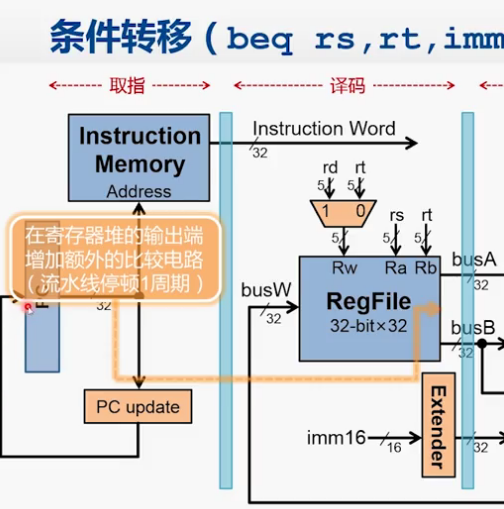 条件转移（beq rs,rt,imm
取指
译码
Instruction Memory
Address
Instruction Word
32
rd rt
5 5
1 0
rs rt
5 5 5
Rw Ra Rb
busA
32
在寄存器堆的输出端
增加额外的比较电路
（流水线停顿1周期）
32
busW
32
RegFile
32-bit×32
busB
32
PC update
imm16
16
Extender
32